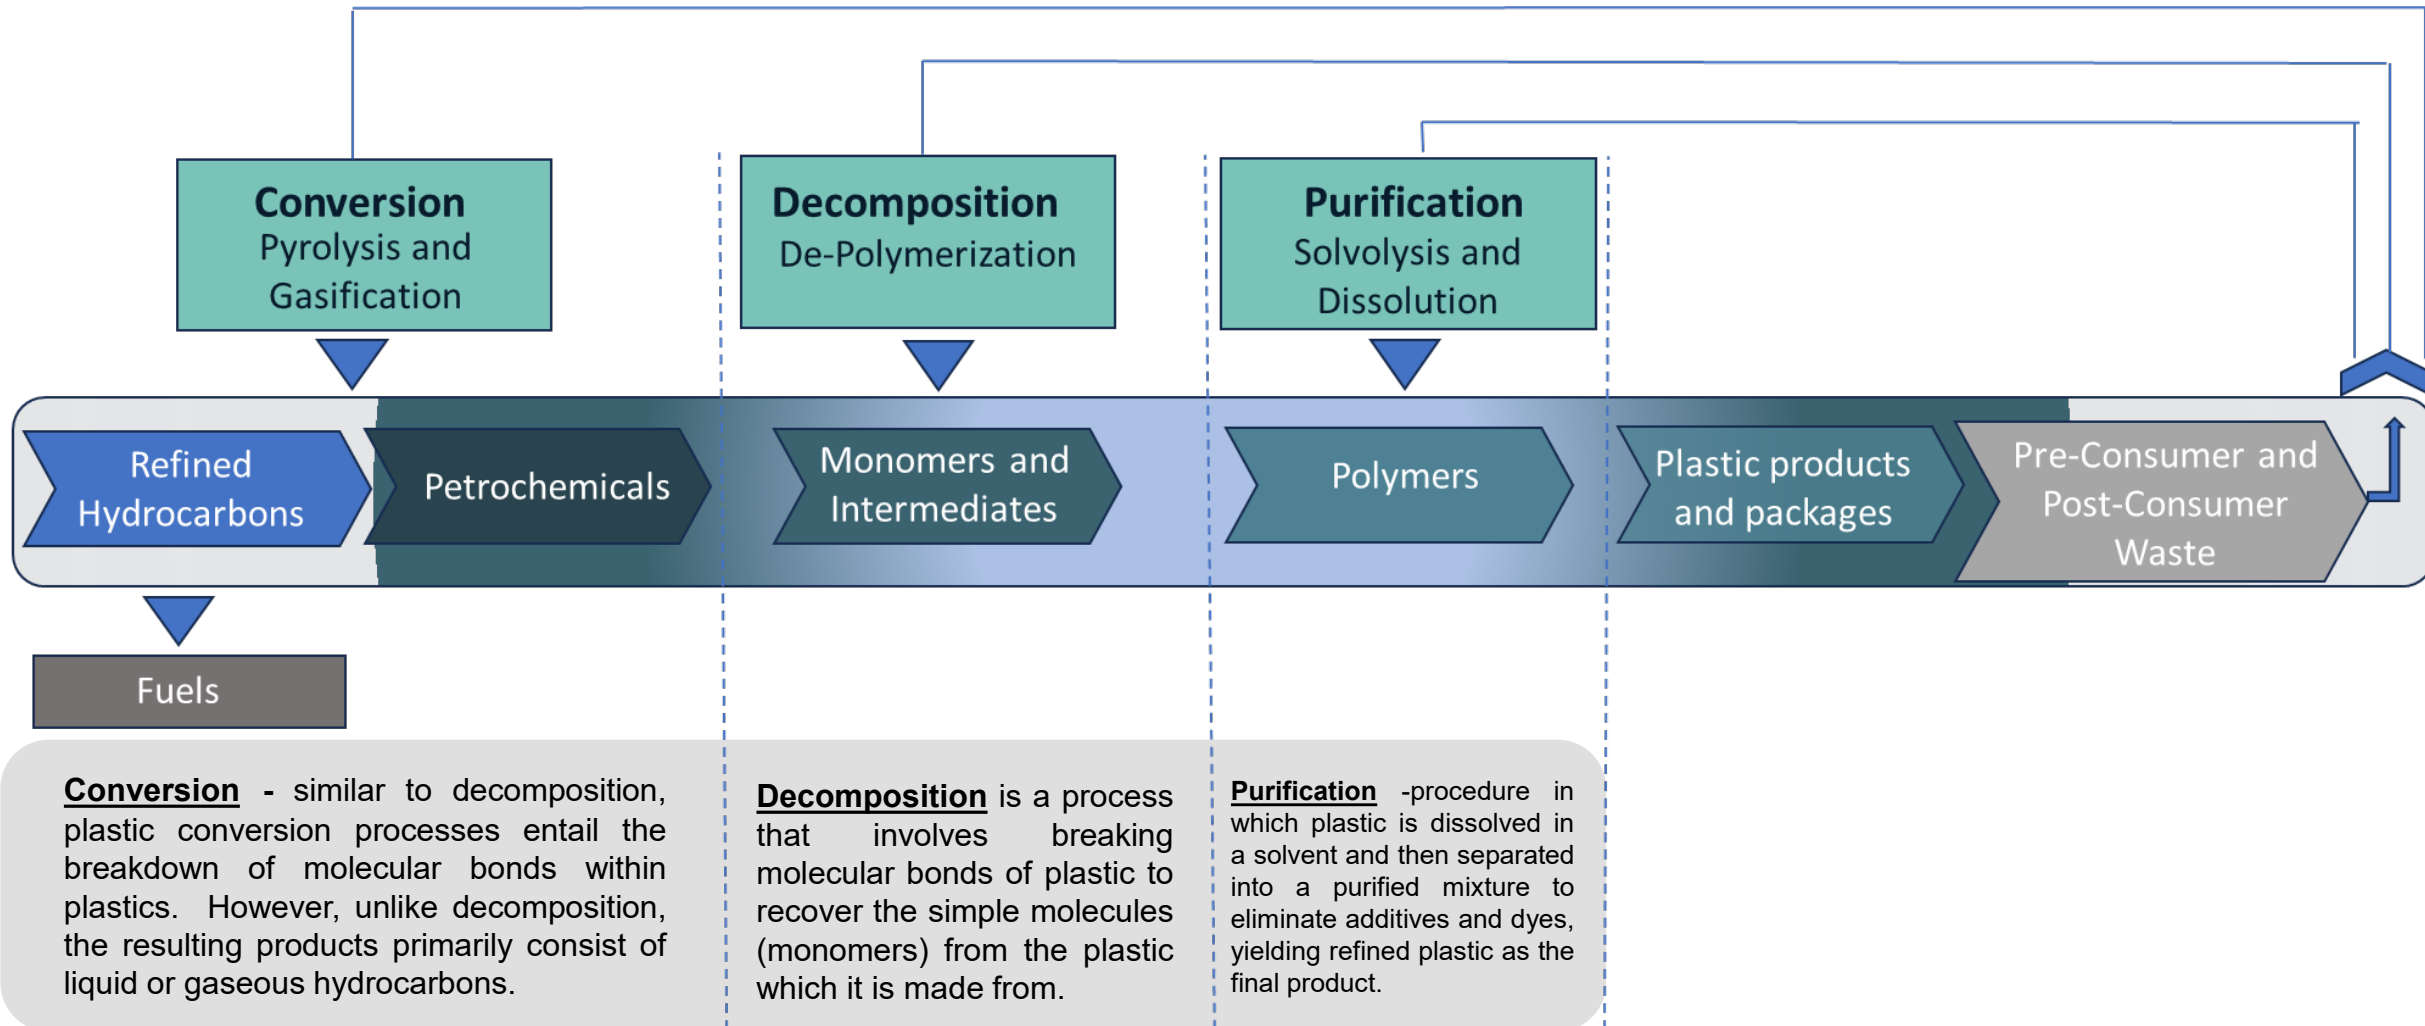 Conversion
Pyrolysis and
Gasification
Decomposition
De-Polymerization
Purification
Solvolysis and
Dissolution
Refined
Hydrocarbons
Petrochemicals
Monomers and
Intermediates
Polymers
Plastic products
and packages
Pre-Consumer and
Post-Consumer
Waste
Fuels
Conversion - similar to decomposition,
plastic conversion processes entail the
breakdown of molecular bonds within
plastics. However, unlike decomposition,
the resulting products primarily consist of
liquid or gaseous hydrocarbons.
Decomposition is a process
that involves breaking
molecular bonds of plastic to
recover the simple molecules
(monomers) from the plastic
which it is made from.
Purification -procedure in
which plastic is dissolved in
a solvent and then separated
into a purified mixture to
eliminate additives and dyes,
yielding refined plastic as the
final product.